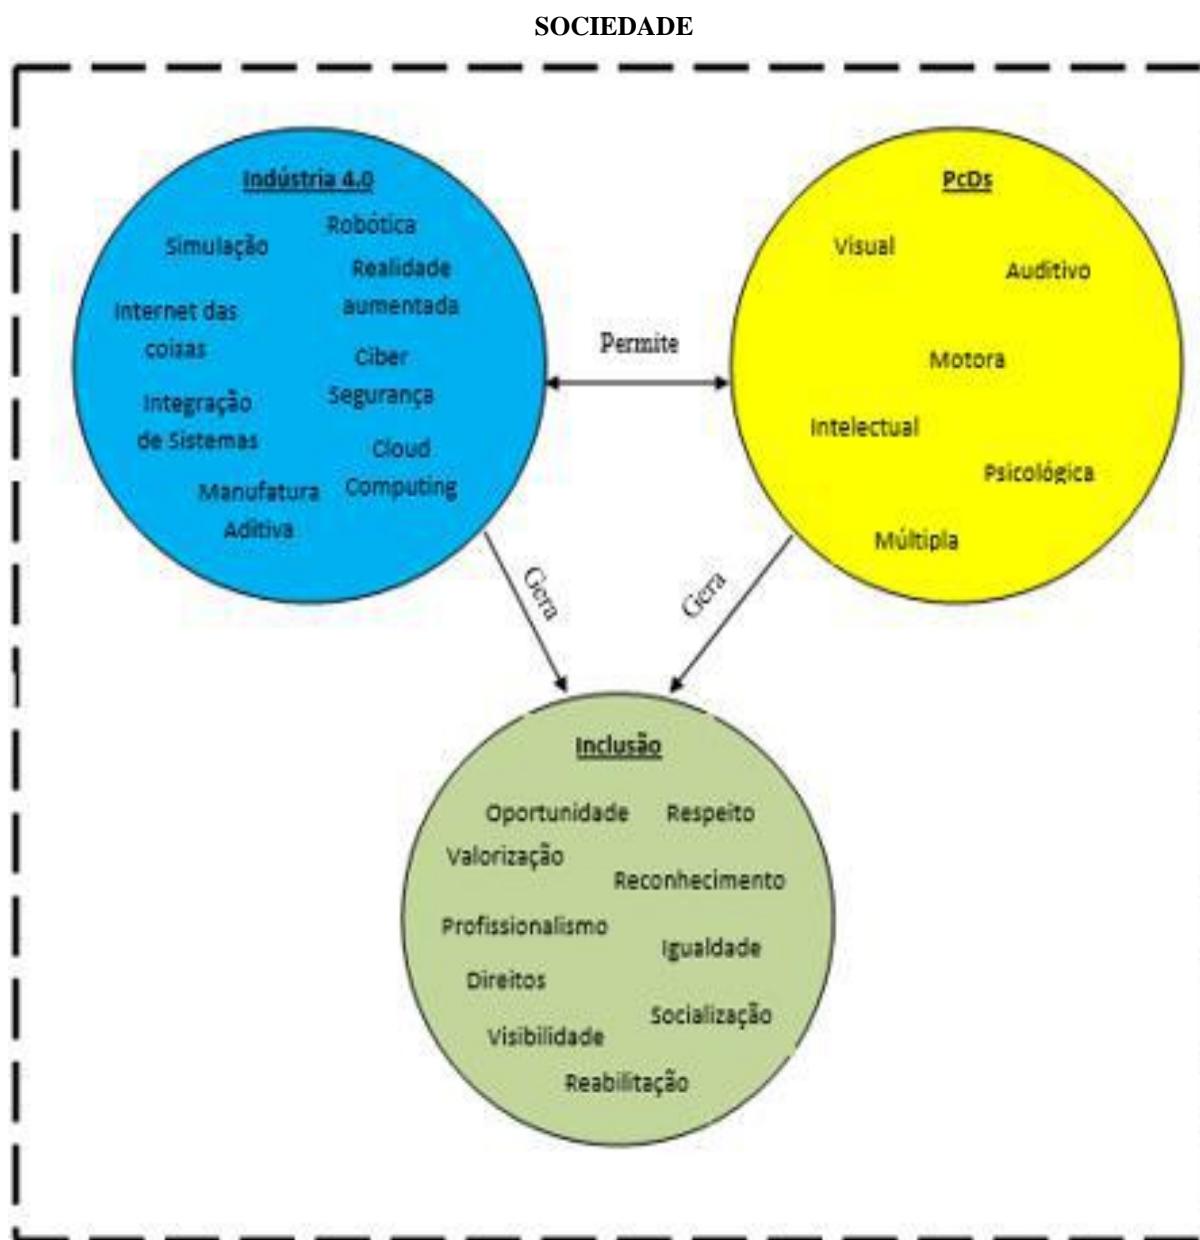 SOCIEDADE
Indústria 4.0
Robótica
Simulação
Realidade
aumentada
Internet das
coisas
Ciber
Segurança
Integração
de Sistemas
Cloud
Computing
Manufatura
Aditiva
Permite
PcDs
Visual
Auditivo
Motora
Intelectual
Psicológica
Múltipla
Gera
Gera
Inclusão
Oportunidade
Respeito
Valorização
Reconhecimento
Profissionalismo
Igualdade
Direitos
Socialização
Visibilidade
Reabilitação